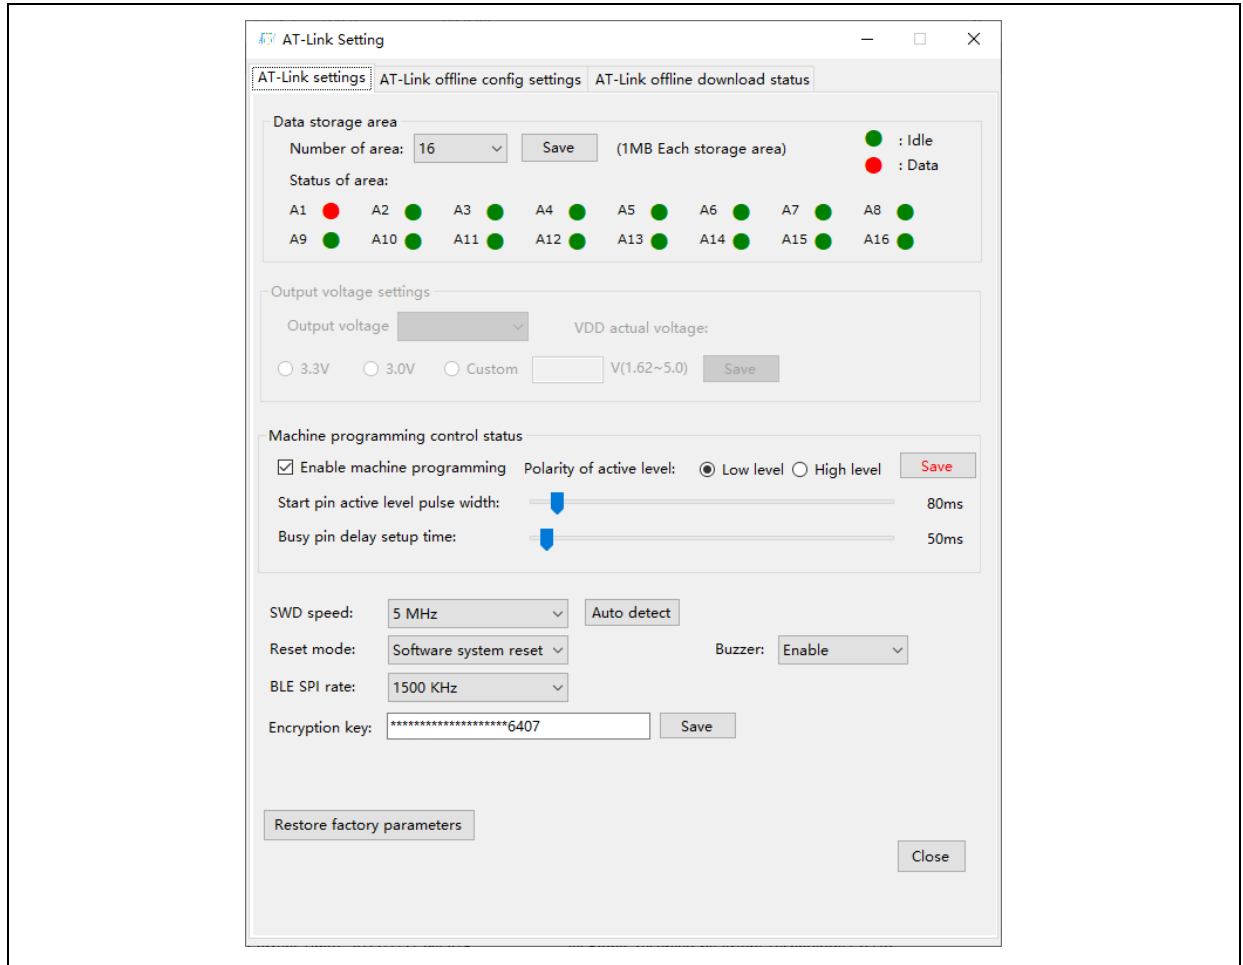 AT-Link Setting
AT-Link settings AT-Link offline config settings AT-Link offline download status
Data storage area
Number of area: 16 Save (1MB Each storage area) : Idle
: Data
Status of area:
A1 A2 A3 A4 A5 A6 A7 A8
A9 A10 A11 A12 A13 A14 A15 A16
Output voltage settings
Output voltage VDD actual voltage:
3.3V 3.0V Custom V(1.62~5.0) Save
Machine programming control status
Enable machine programming Polarity of active level: Low level High level Save
Start pin active level pulse width: 80ms
Busy pin delay setup time: 50ms
SWD speed: 5 MHz Auto detect
Reset mode: Software system reset Buzzer: Enable
BLE SPI rate: 1500 KHz
Encryption key: ********************6407 Save
Restore factory parameters
Close